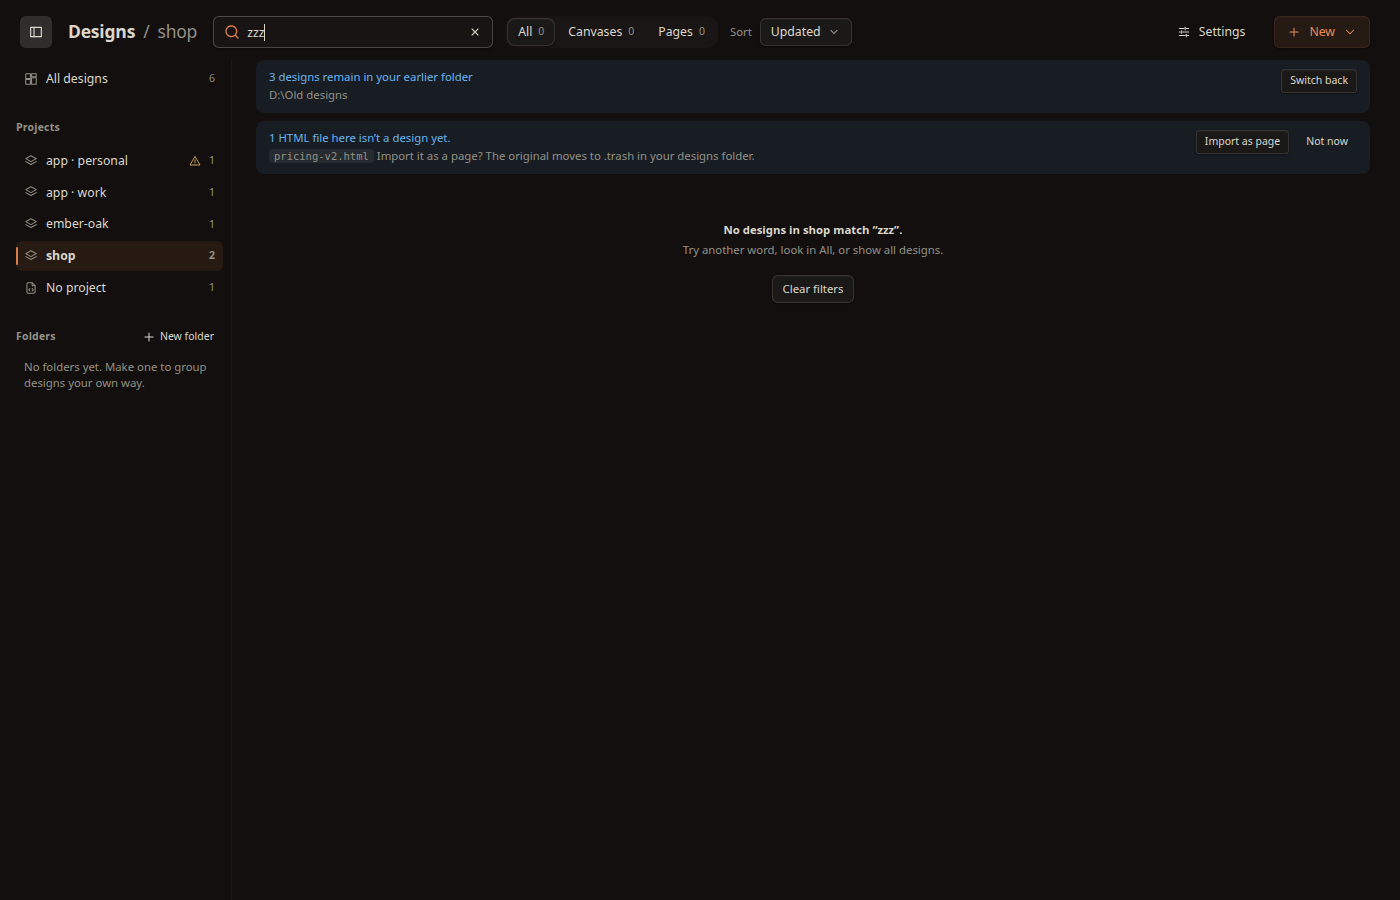 Designs / shop
zzz
All 0
Canvases 0
Pages 0
Sort
Updated
Settings
New
All designs 6
Projects
app · personal 1
app · work 1
ember-oak 1
shop 2
No project 1
Folders
New folder
No folders yet. Make one to group
designs your own way.
3 designs remain in your earlier folder
D:\Old designs
Switch back
1 HTML file here isn’t a design yet.
pricing-v2.html Import it as a page? The original moves to .trash in your designs folder.
Import as page
Not now
No designs in shop match “zzz”.
Try another word, look in All, or show all designs.
Clear filters